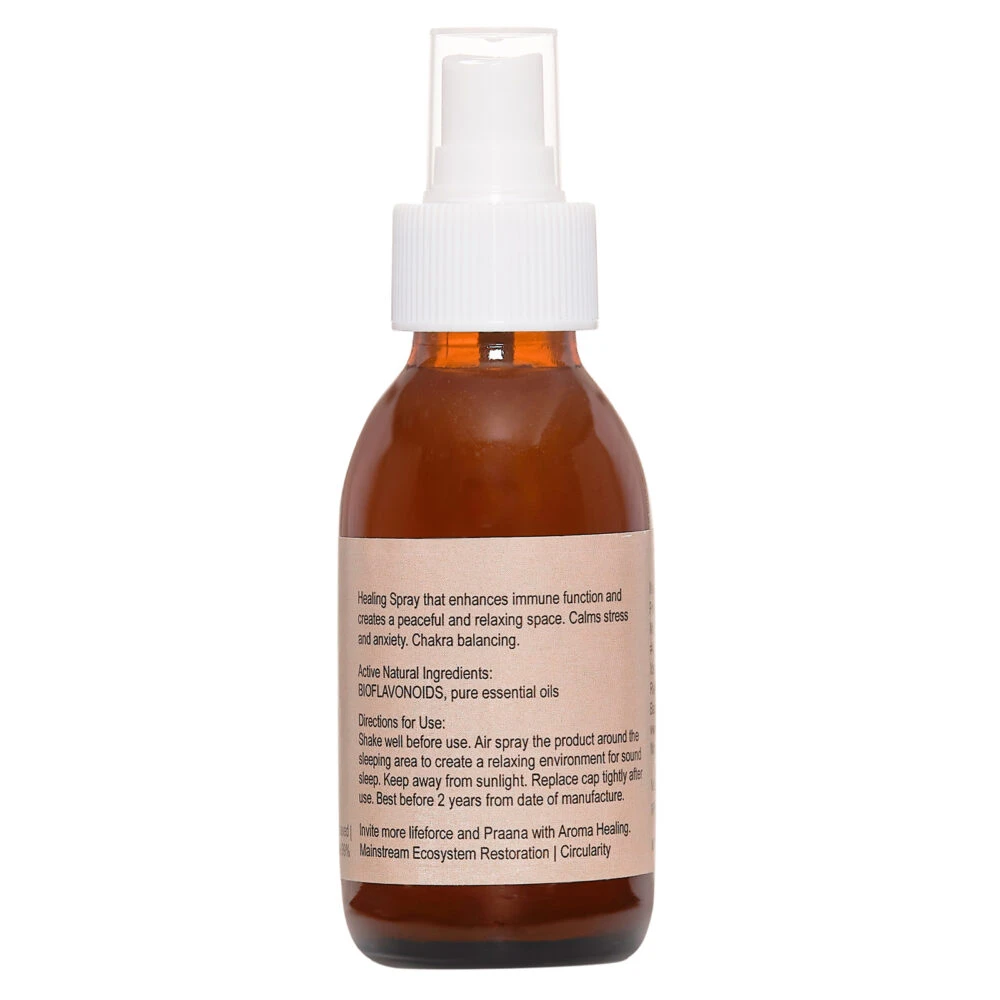 Healing Spray that enhances immune function and
creates a peaceful and relaxing space. Calms stress
and anxiety. Chakra balancing.
Active Natural Ingredients:
BIOFLAVONOIDS, pure essential oils
Directions for Use:
Shake well before use. Air spray the product around the
sleeping area to create a relaxing environment for sound
sleep. Keep away from sunlight. Replace cap tightly after
use. Best before 2 years from date of manufacture.
Invite more lifeforce and Praana with Aroma Healing.
Mainstream Ecosystem Restoration | Circularity